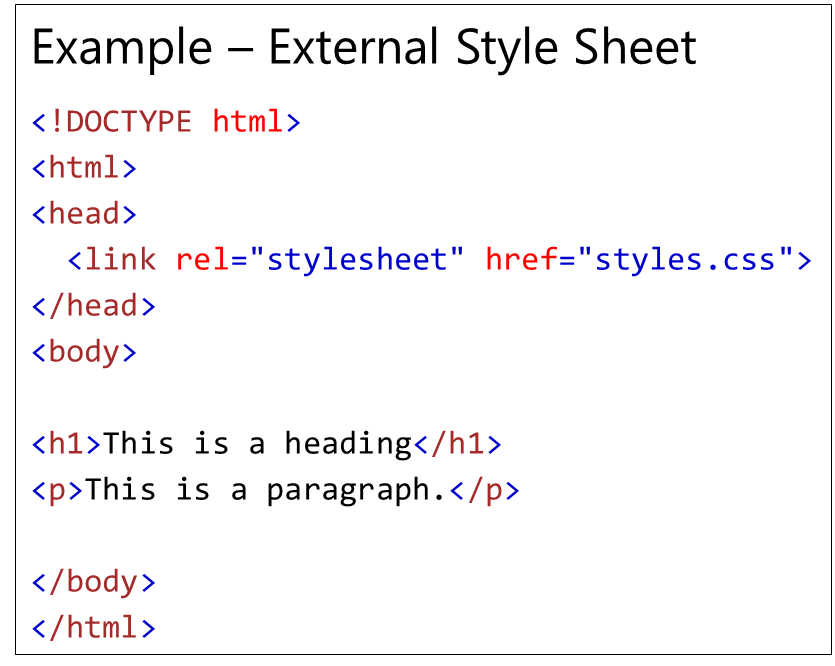 Example – External Style Sheet
<!DOCTYPE html>
<html>
<head>
  <link rel="stylesheet" href="styles.css">
</head>
<body>
<h1>This is a heading</h1>
<p>This is a paragraph.</p>
</body>
</html>